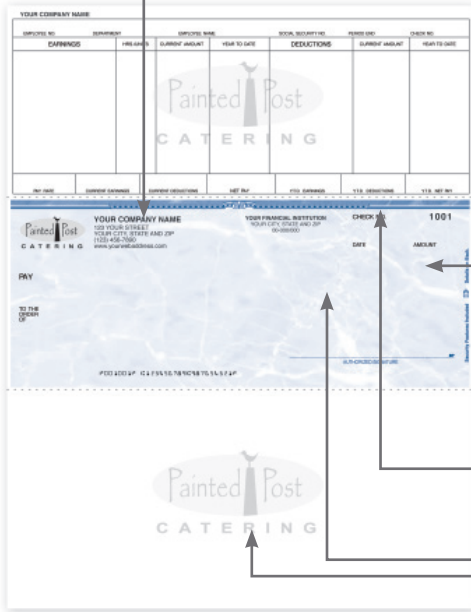 YOUR COMPANY NAME
EMPLOYEE NO. DEPARTMENT EMPLOYEE NAME SOCIAL SECURITY NO. PERIOD END CHECK NO.
EARNINGS HRS./UNITS CURRENT AMOUNT YEAR TO DATE DEDUCTIONS CURRENT AMOUNT YEAR TO DATE
Painted Post
CATERING
PAY RATE CURRENT EARNINGS CURRENT DEDUCTIONS NET PAY Y.T.D. EARNINGS Y.T.D. DEDUCTIONS Y.T.D. NET PAY
Painted Post
CATERING
YOUR COMPANY NAME
123 YOUR STREET
YOUR CITY, STATE AND ZIP
(123) 456-7890
www.yourwebaddress.com
YOUR FINANCIAL INSTITUTION
YOUR CITY, STATE AND ZIP
00-0000/000
CHECK 1001
DATE AMOUNT
PAY
TO THE
ORDER
OF
AUTHORIZED SIGNATURE
Security Features Included
Painted Post
CATERING